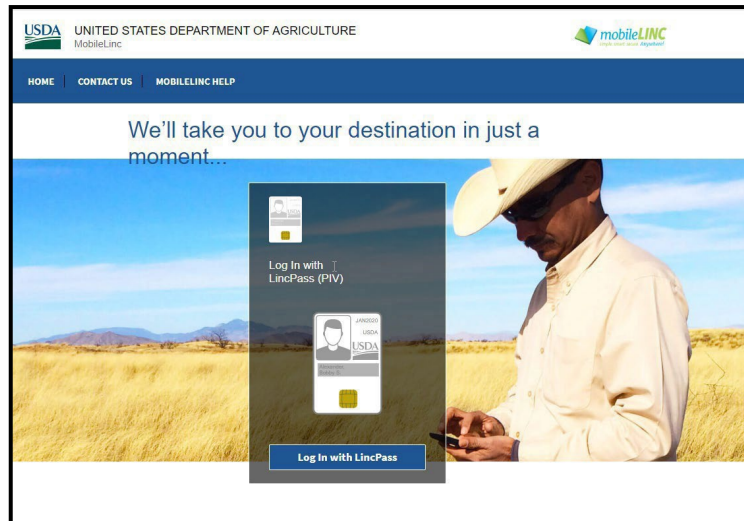 USDA
UNITED STATES DEPARTMENT OF AGRICULTURE
MobileLinc
mobileLINC
HOME
CONTACT US
MOBILELINC HELP
We'll take you to your destination in just a
moment...
Log In with
LincPass (PIV)
JAN2020
USDA
USDA
Log In with LincPass